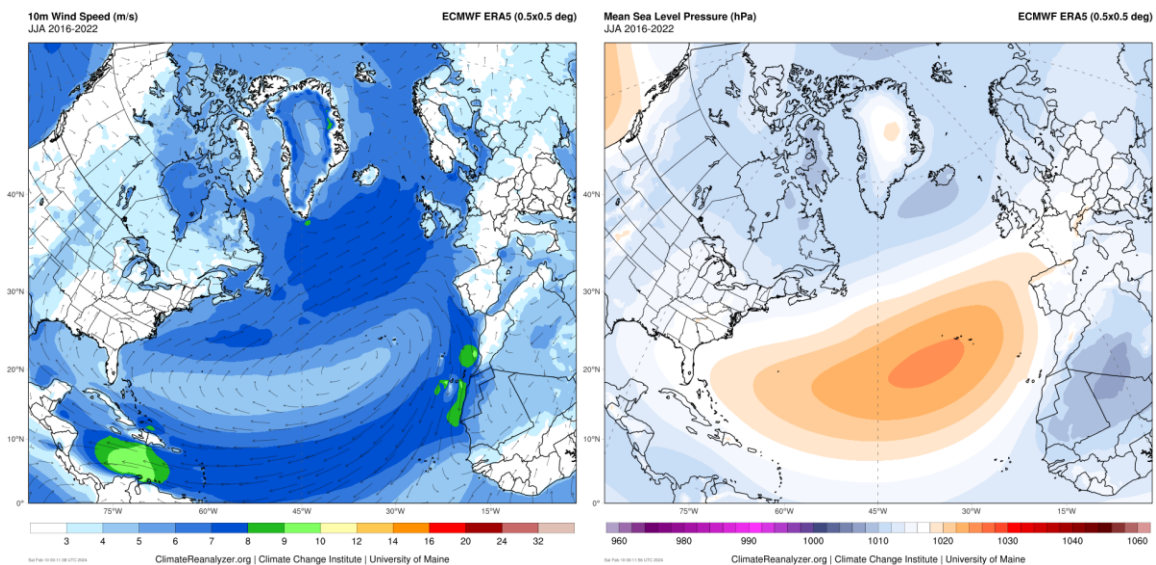 10m Wind Speed (m/s)
ECMWF ERA5 (0.5x0.5 deg)
JJA 2016-2022
40°N
30°N
20°N
10°N
0°
75°W
60°W
45°W
30°W
15°W
3 4 5 6 7 8 9 10 12 14 16 20 24 32
ClimateReanalyzer.org | Climate Change Institute | University of Maine
Mean Sea Level Pressure (hPa)
ECMWF ERA5 (0.5x0.5 deg)
JJA 2016-2022
40°N
30°N
20°N
10°N
0°
75°W
60°W
45°W
30°W
15°W
960 980 990 1000 1010 1020 1030 1040 1060
ClimateReanalyzer.org | Climate Change Institute | University of Maine